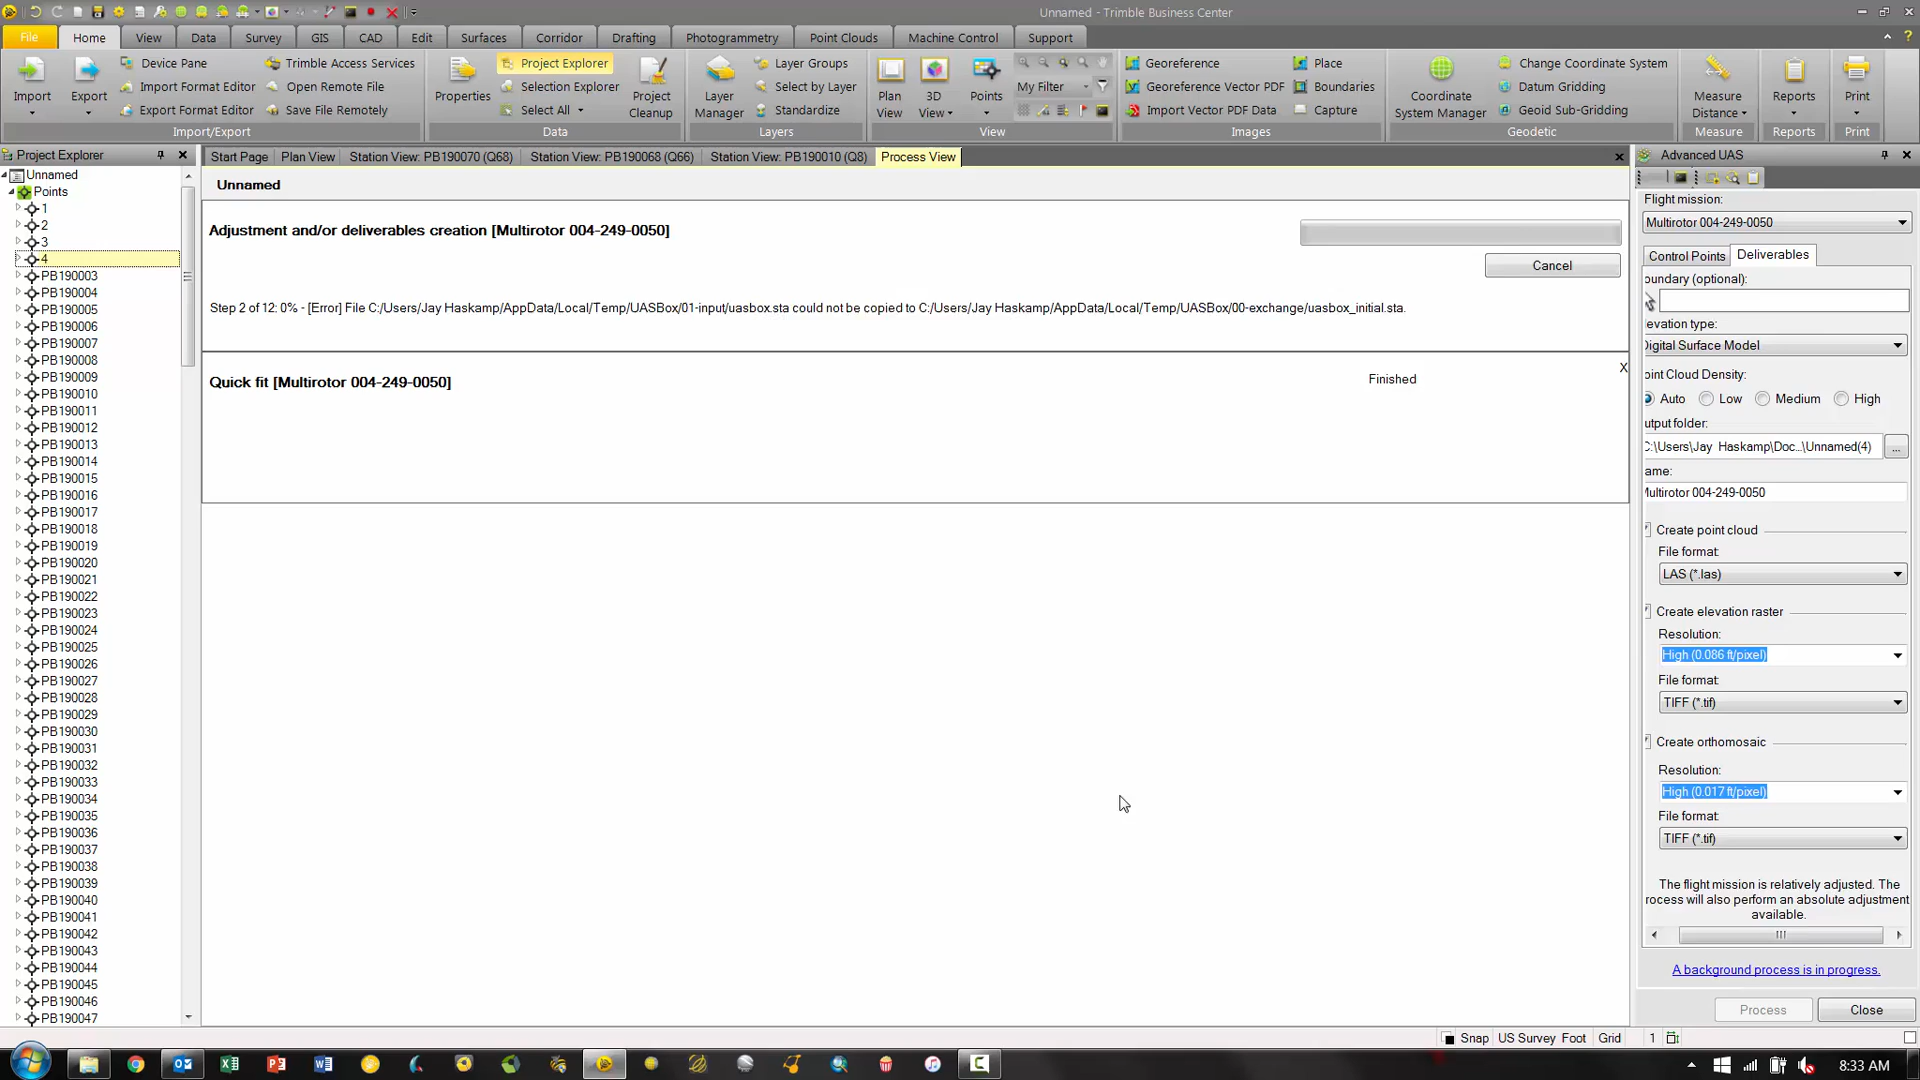 Unnamed - Trimble Business Center
File Home View Data Survey GIS CAD Edit Surfaces Corridor Drafting Photogrammetry Point Clouds Machine Control Support
Import
Export
Device Pane
Import Format Editor
Export Format Editor
Trimble Access Services
Open Remote File
Save File Remotely
Import/Export
Properties
Project Explorer
Selection Explorer
Select All
Project Cleanup
Data
Layer Manager
Layer Groups
Select by Layer
Standardize
Layers
Plan View
3D View
Points
My Filter
View
Georeference
Georeference Vector PDF
Import Vector PDF Data
Place
Boundaries
Capture
Images
Coordinate System Manager
Change Coordinate System
Datum Gridding
Geoid Sub-Gridding
Geodetic
Measure Distance
Measure
Reports
Reports
Print
Print
Project Explorer
Unnamed
Points
1
2
3
4
PB190003
PB190004
PB190005
PB190006
PB190007
PB190008
PB190009
PB190010
PB190011
PB190012
PB190013
PB190014
PB190015
PB190016
PB190017
PB190018
PB190019
PB190020
PB190021
PB190022
PB190023
PB190024
PB190025
PB190026
PB190027
PB190028
PB190029
PB190030
PB190031
PB190032
PB190033
PB190034
PB190035
PB190036
PB190037
PB190038
PB190039
PB190040
PB190041
PB190042
PB190043
PB190044
PB190045
PB190046
PB190047
Start Page Plan View Station View: PB190070 (Q68) Station View: PB190068 (Q66) Station View: PB190010 (Q8) Process View
Unnamed
Adjustment and/or deliverables creation [Multirotor 004-249-0050]
Cancel
Step 2 of 12: 0% - [Error] File C:/Users/Jay Haskamp/AppData/Local/Temp/UASBox/01-input/uasbox.sta could not be copied to C:/Users/Jay Haskamp/AppData/Local/Temp/UASBox/00-exchange/uasbox_initial.sta.
Quick fit [Multirotor 004-249-0050]
Finished
X
Advanced UAS
Flight mission:
Multirotor 004-249-0050
Control Points Deliverables
oundary (optional):
levation type:
Digital Surface Model
oint Cloud Density:
Auto Low Medium High
utput folder:
C:\Users\Jay Haskamp\Doc...\Unnamed(4) ...
ame:
Multirotor 004-249-0050
Create point cloud
File format:
LAS (*.las)
Create elevation raster
Resolution:
High (0.086 ft/pixel)
File format:
TIFF (*.tif)
Create orthomosaic
Resolution:
High (0.017 ft/pixel)
File format:
TIFF (*.tif)
The flight mission is relatively adjusted. The
rocess will also perform an absolute adjustment
available.
A background process is in progress.
Process Close
Snap US Survey Foot Grid 1
8:33 AM